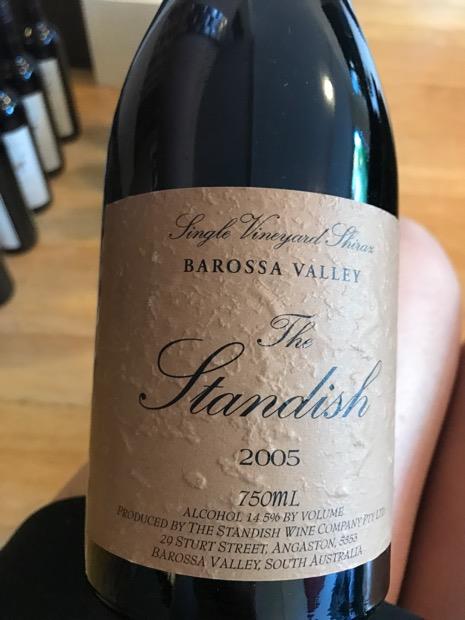 Single Vineyard Shiraz
BAROSSA VALLEY
The
Standish
2005
750ML
ALCOHOL 14.5% BY VOLUME
PRODUCED BY THE STANDISH WINE COMPANY PTY LTD
29 STURT STREET, ANGASTON, 5353
BAROSSA VALLEY, SOUTH AUSTRALIA